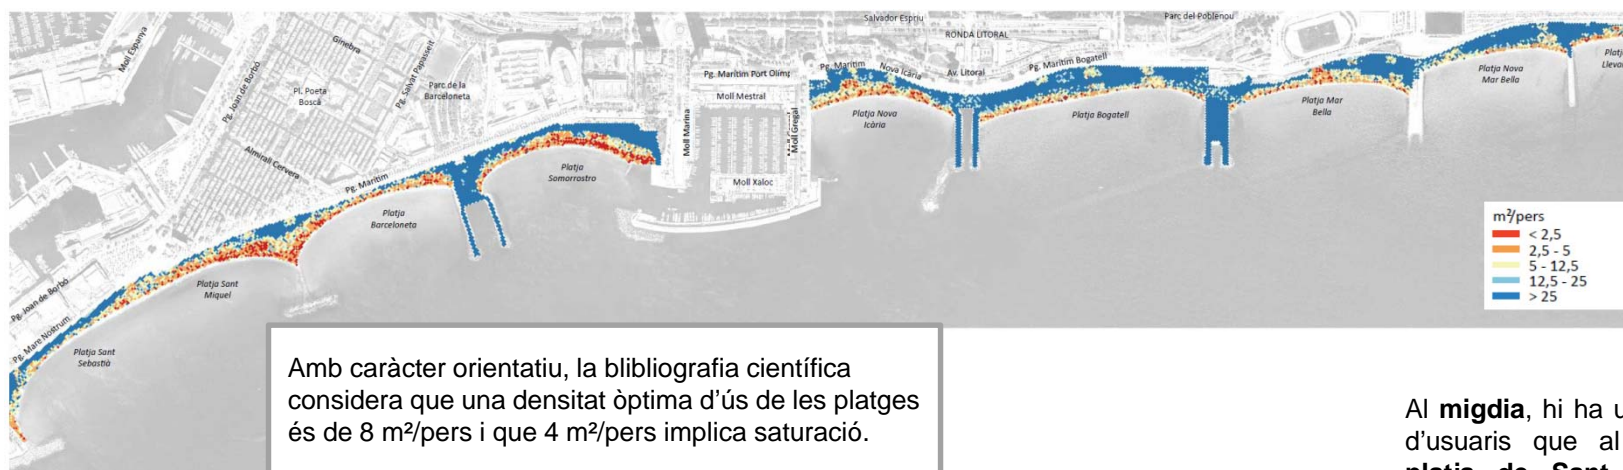 Salvador Espriu
Parc del Poblenou
RONDA LITORAL
Moll Espanya
Ginebra
Pg. Joan de Borbó
Pl. Poeta
Boscà
Pg. Salvat Papasseit
Parc de la
Barceloneta
Almirall Cervera
Pg. Marítim
Pg. Marítim Port Olímp
Moll Mestral
Moll Marina
Moll Gregal
Moll Xaloc
Pg. Marítim
Nova Icària
Av. Litoral
Pg. Marítim Bogatell
Platja Nova
Icària
Platja Bogatell
Platja Mar
Bella
Platja Nova
Mar Bella
Platj
Llevan
Platja
Somorrostro
Platja
Barceloneta
Platja Sant
Miquel
Pg. Joan de Borbó
Pg. Mare Nostrum
Platja Sant
Sebastià
m²/pers
< 2,5
2,5 - 5
5 - 12,5
12,5 - 25
> 25
Amb caràcter orientatiu, la blibliografia científica
considera que una densitat òptima d'ús de les platges
és de 8 m²/pers i que 4 m²/pers implica saturació.
Al migdia, hi ha u
d'usuaris que al
platja de Sant